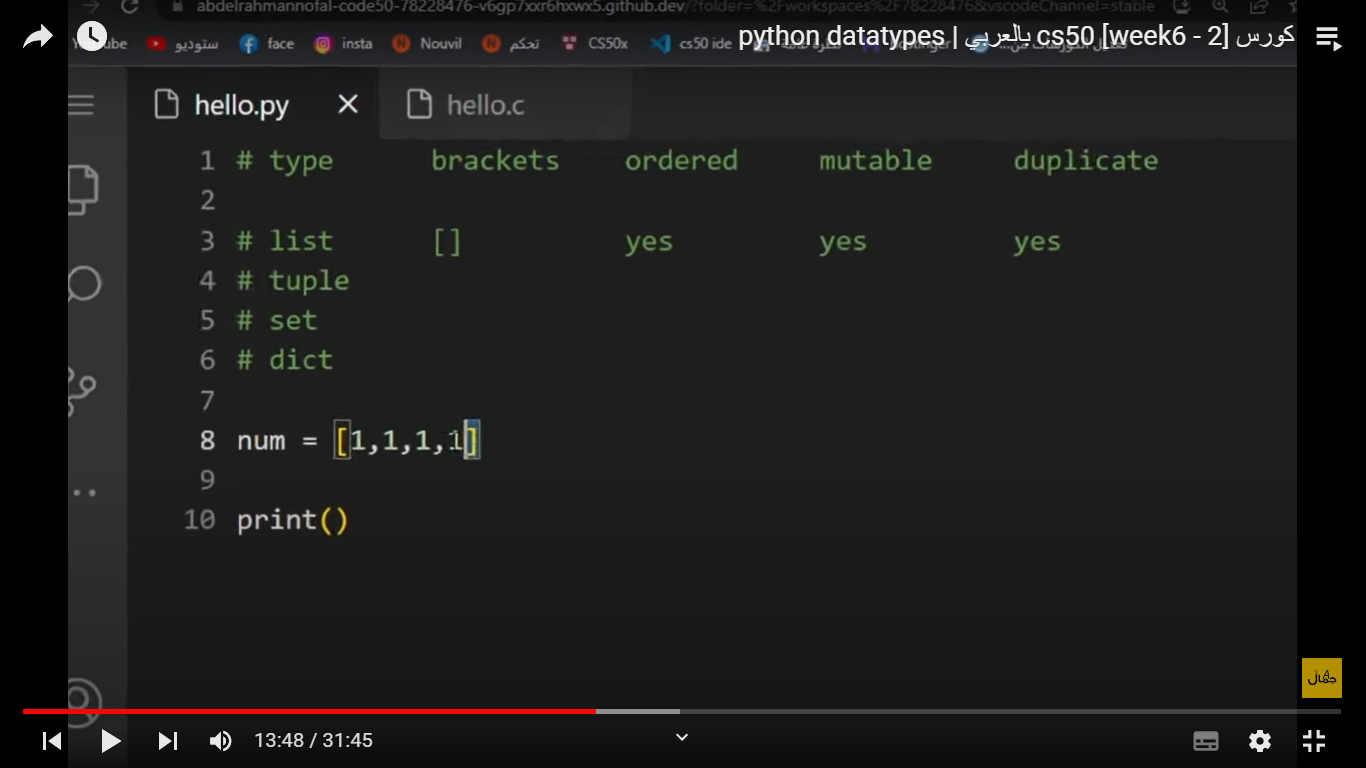 abdelrahmannofal-code50-78228476-v6gp7xxr6hxwx5.github.dev/?folder=%2Fworkspaces%2F78228476&vscodeChannel=stable
ستوديو face insta Nouvil تحكم CS50x cs50 ide
كورس cs50 [week6 - 2] بالعربي | python datatypes
hello.py hello.c
1 # type brackets ordered mutable duplicate
2
3 # list [] yes yes yes
4 # tuple
5 # set
6 # dict
7
8 num = [1,1,1,1]
9
10 print()
جمال
13:48 / 31:45